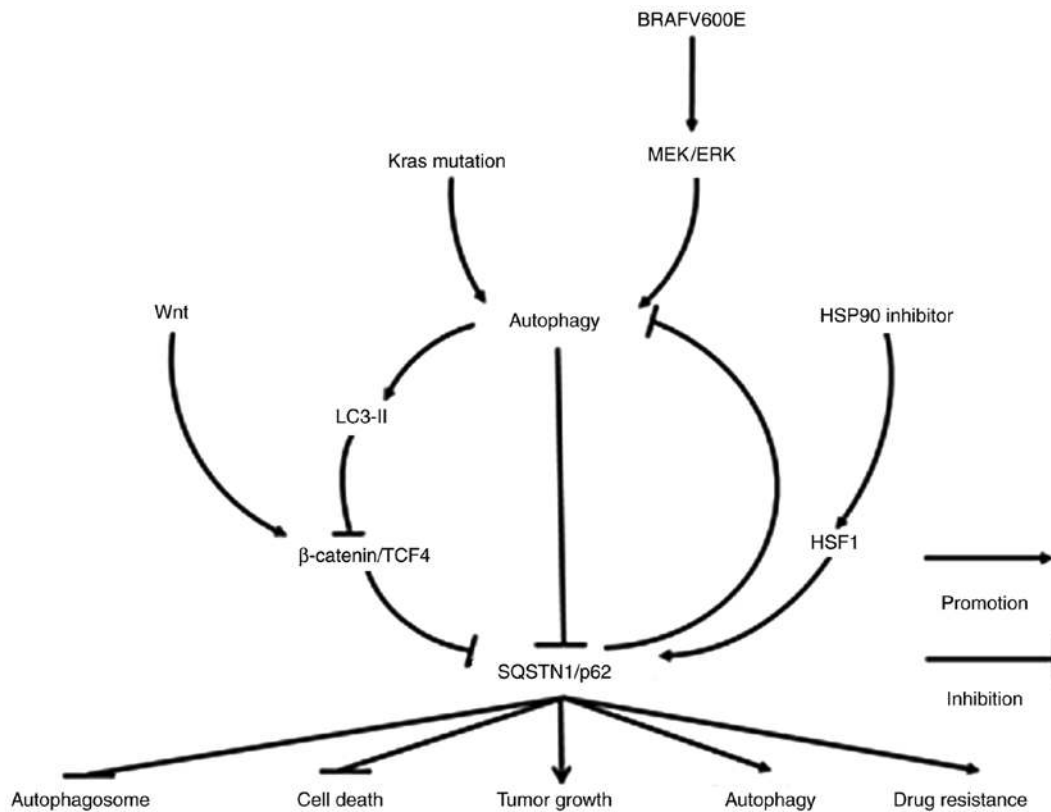 BRAFV600E
Kras mutation
MEK/ERK
Wnt
Autophagy
HSP90 inhibitor
LC3-II
β-catenin/TCF4
HSF1
Promotion
SQSTN1/p62
Inhibition
Autophagosome
Cell death
Tumor growth
Autophagy
Drug resistance